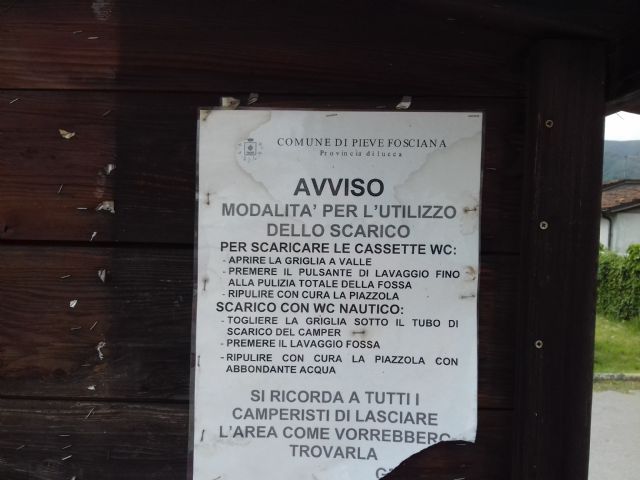 COMUNE DI PIEVE FOSCIANA
Provincia di lucca
AVVISO
MODALITA' PER L'UTILIZZO
DELLO SCARICO
PER SCARICARE LE CASSETTE WC:
- APRIRE LA GRIGLIA A VALLE
- PREMERE IL PULSANTE DI LAVAGGIO FINO
ALLA PULIZIA TOTALE DELLA FOSSA
- RIPULIRE CON CURA LA PIAZZOLA
SCARICO CON WC NAUTICO:
- TOGLIERE LA GRIGLIA SOTTO IL TUBO DI
SCARICO DEL CAMPER
- PREMERE IL LAVAGGIO FOSSA
- RIPULIRE CON CURA LA PIAZZOLA CON
ABBONDANTE ACQUA
SI RICORDA A TUTTI I
CAMPERISTI DI LASCIARE
L'AREA COME VORREBBERO
TROVARLA